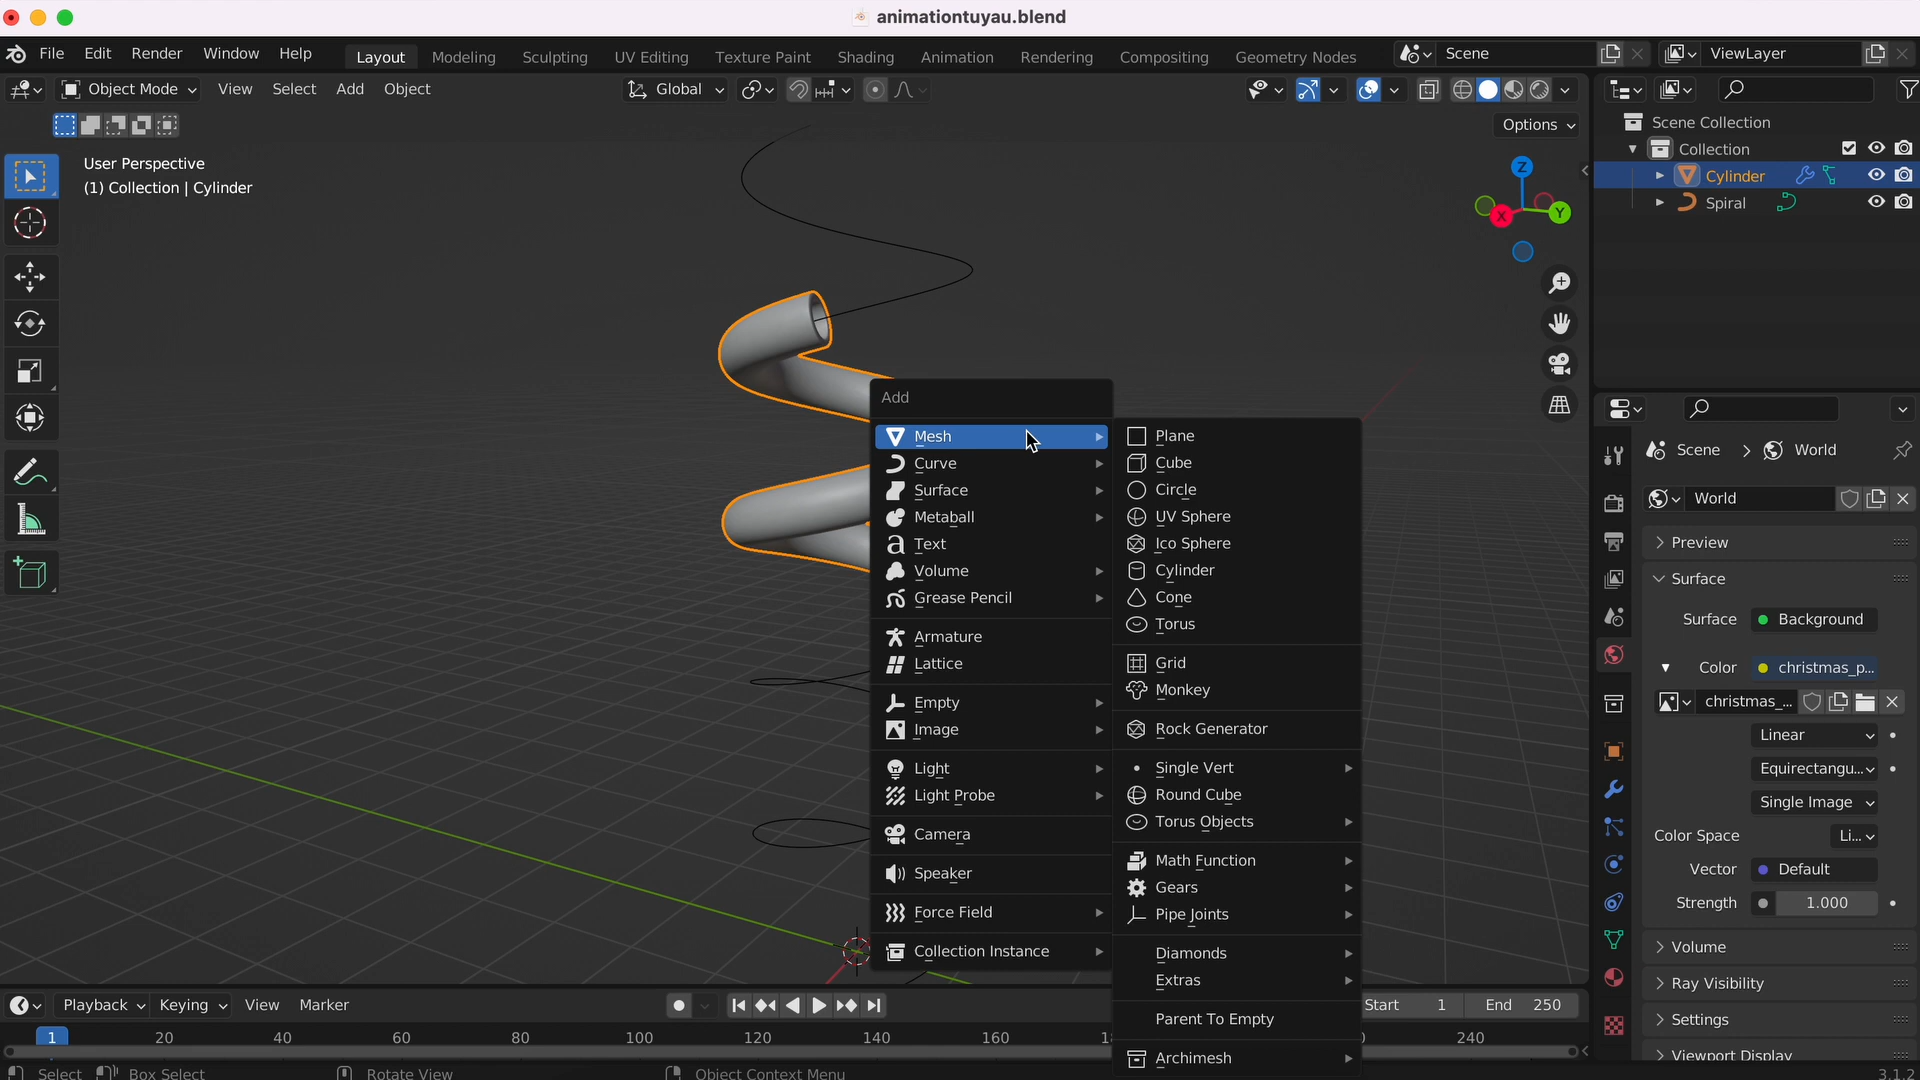 animationtuyau.blend
File Edit Render Window Help Layout Modeling Sculpting UV Editing Texture Paint Shading Animation Rendering Compositing Geometry Nodes Scene ViewLayer
Object Mode View Select Add Object Global
Options
User Perspective
(1) Collection | Cylinder
Z
X
Y
Scene Collection
Collection
Cylinder
Spiral
Add
Mesh
Curve
Surface
Metaball
Text
Volume
Grease Pencil
Armature
Lattice
Empty
Image
Light
Light Probe
Camera
Speaker
Force Field
Collection Instance
Plane
Cube
Circle
UV Sphere
Ico Sphere
Cylinder
Cone
Torus
Grid
Monkey
Rock Generator
Single Vert
Round Cube
Torus Objects
Math Function
Gears
Pipe Joints
Diamonds
Extras
Parent To Empty
Archimesh
Scene World
World
Preview
Surface
Surface Background
Color christmas_p...
christmas_...
Linear
Equirectangu...
Single Image
Color Space Li...
Vector Default
Strength 1.000
Volume
Ray Visibility
Settings
Viewport Display
Playback Keying View Marker Start 1 End 250
1 20 40 60 80 100 120 140 160 240
Select Box Select Rotate View Object Context Menu 3.1.2